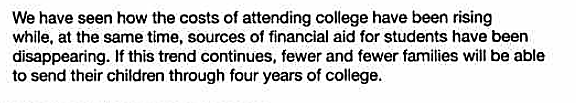 We have seen how the costs of attending college have been rising
while, at the same time, sources of financial aid for students have been
disappearing. If this trend continues, fewer and fewer families will be able
to send their children through four years of college.